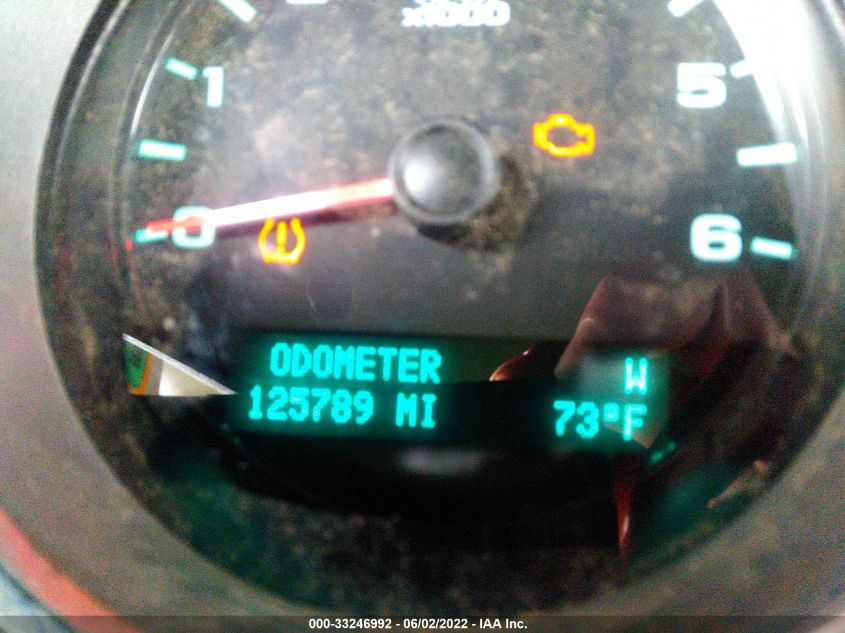 x1000
1
5
0
6
ODOMETER
W
125789 MI
73°F
000-33246992 - 06/02/2022 - IAA Inc.